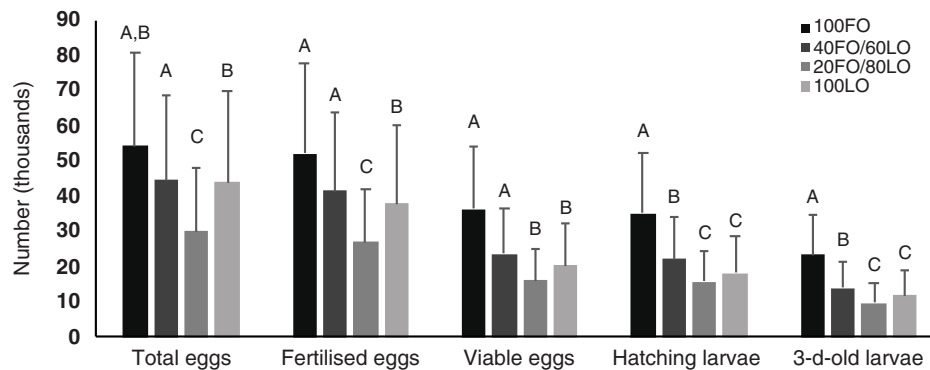 90
80
70
60
50
40
30
20
10
0
Number (thousands)
100FO
40FO/60LO
20FO/80LO
100LO
A,B
A
C
B
A
A
C
B
A
A
B
B
A
B
C
C
A
B
C
C
Total eggs
Fertilised eggs
Viable eggs
Hatching larvae
3-d-old larvae